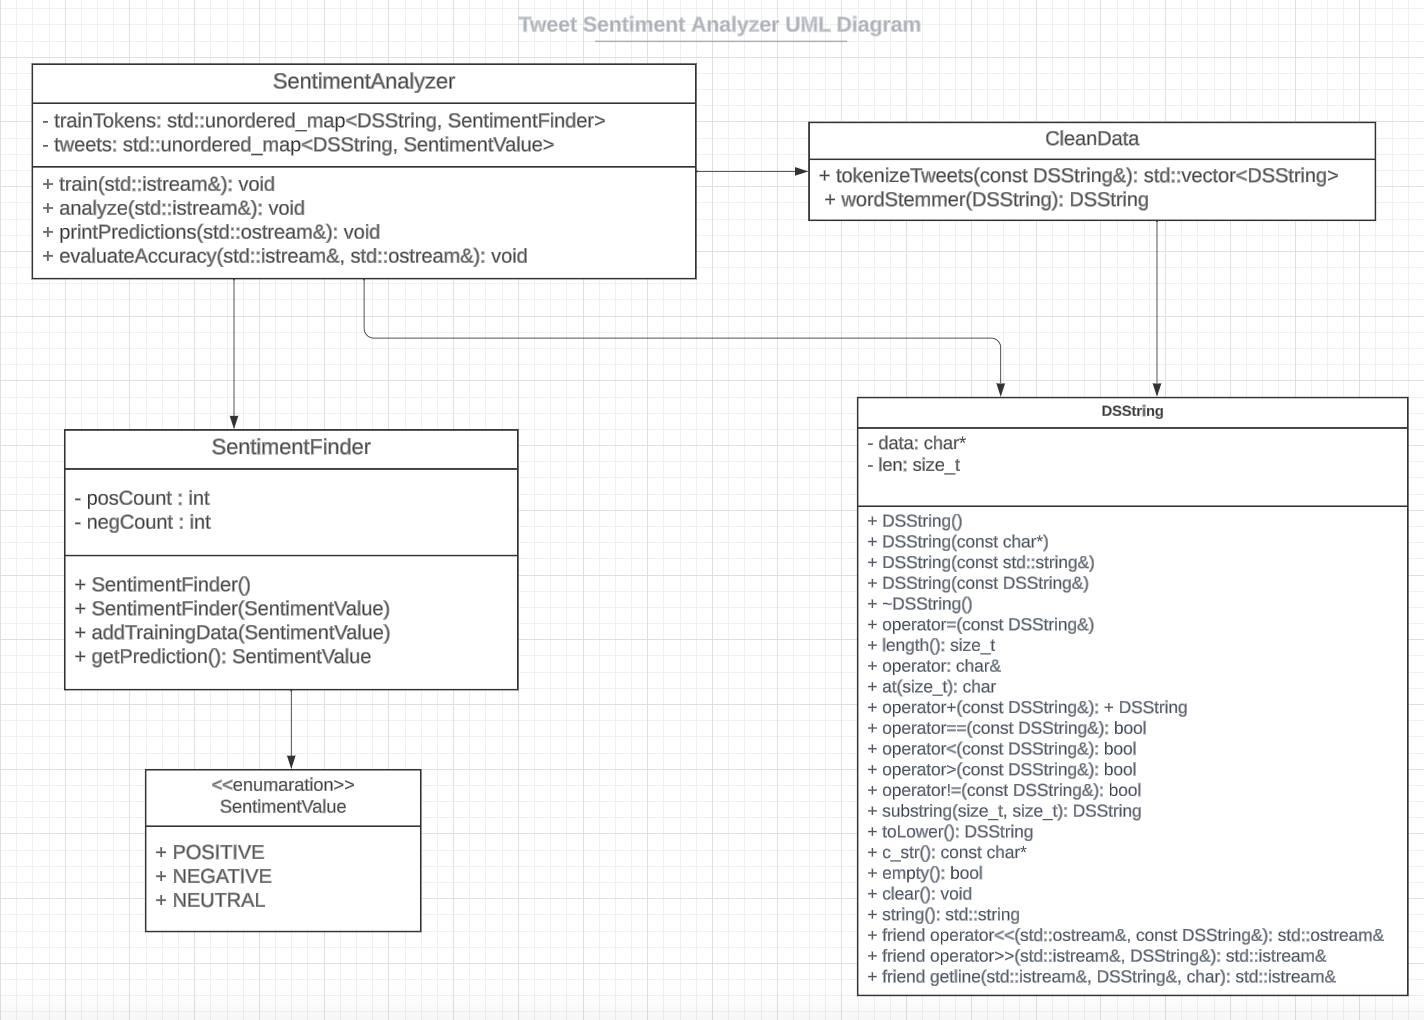 Tweet Sentiment Analyzer UML Diagram
SentimentAnalyzer
- trainTokens: std::unordered_map<DSString, SentimentFinder>
- tweets: std::unordered_map<DSString, SentimentValue>
+ train(std::istream&): void
+ analyze(std::istream&): void
+ printPredictions(std::ostream&): void
+ evaluateAccuracy(std::istream&, std::ostream&): void
CleanData
+ tokenizeTweets(const DSString&): std::vector<DSString>
+ wordStemmer(DSString): DSString
SentimentFinder
- posCount : int
- negCount : int
+ SentimentFinder()
+ SentimentFinder(SentimentValue)
+ addTrainingData(SentimentValue)
+ getPrediction(): SentimentValue
<<enumaration>>
SentimentValue
+ POSITIVE
+ NEGATIVE
+ NEUTRAL
DSString
- data: char*
- len: size_t
+ DSString()
+ DSString(const char*)
+ DSString(const std::string&)
+ DSString(const DSString&)
+ ~DSString()
+ operator=(const DSString&)
+ length(): size_t
+ operator: char&
+ at(size_t): char
+ operator+(const DSString&): + DSString
+ operator==(const DSString&): bool
+ operator<(const DSString&): bool
+ operator>(const DSString&): bool
+ operator!=(const DSString&): bool
+ substring(size_t, size_t): DSString
+ toLower(): DSString
+ c_str(): const char*
+ empty(): bool
+ clear(): void
+ string(): std::string
+ friend operator<<(std::ostream&, const DSString&): std::ostream&
+ friend operator>>(std::istream&, DSString&): std::istream&
+ friend getline(std::istream&, DSString&, char): std::istream&